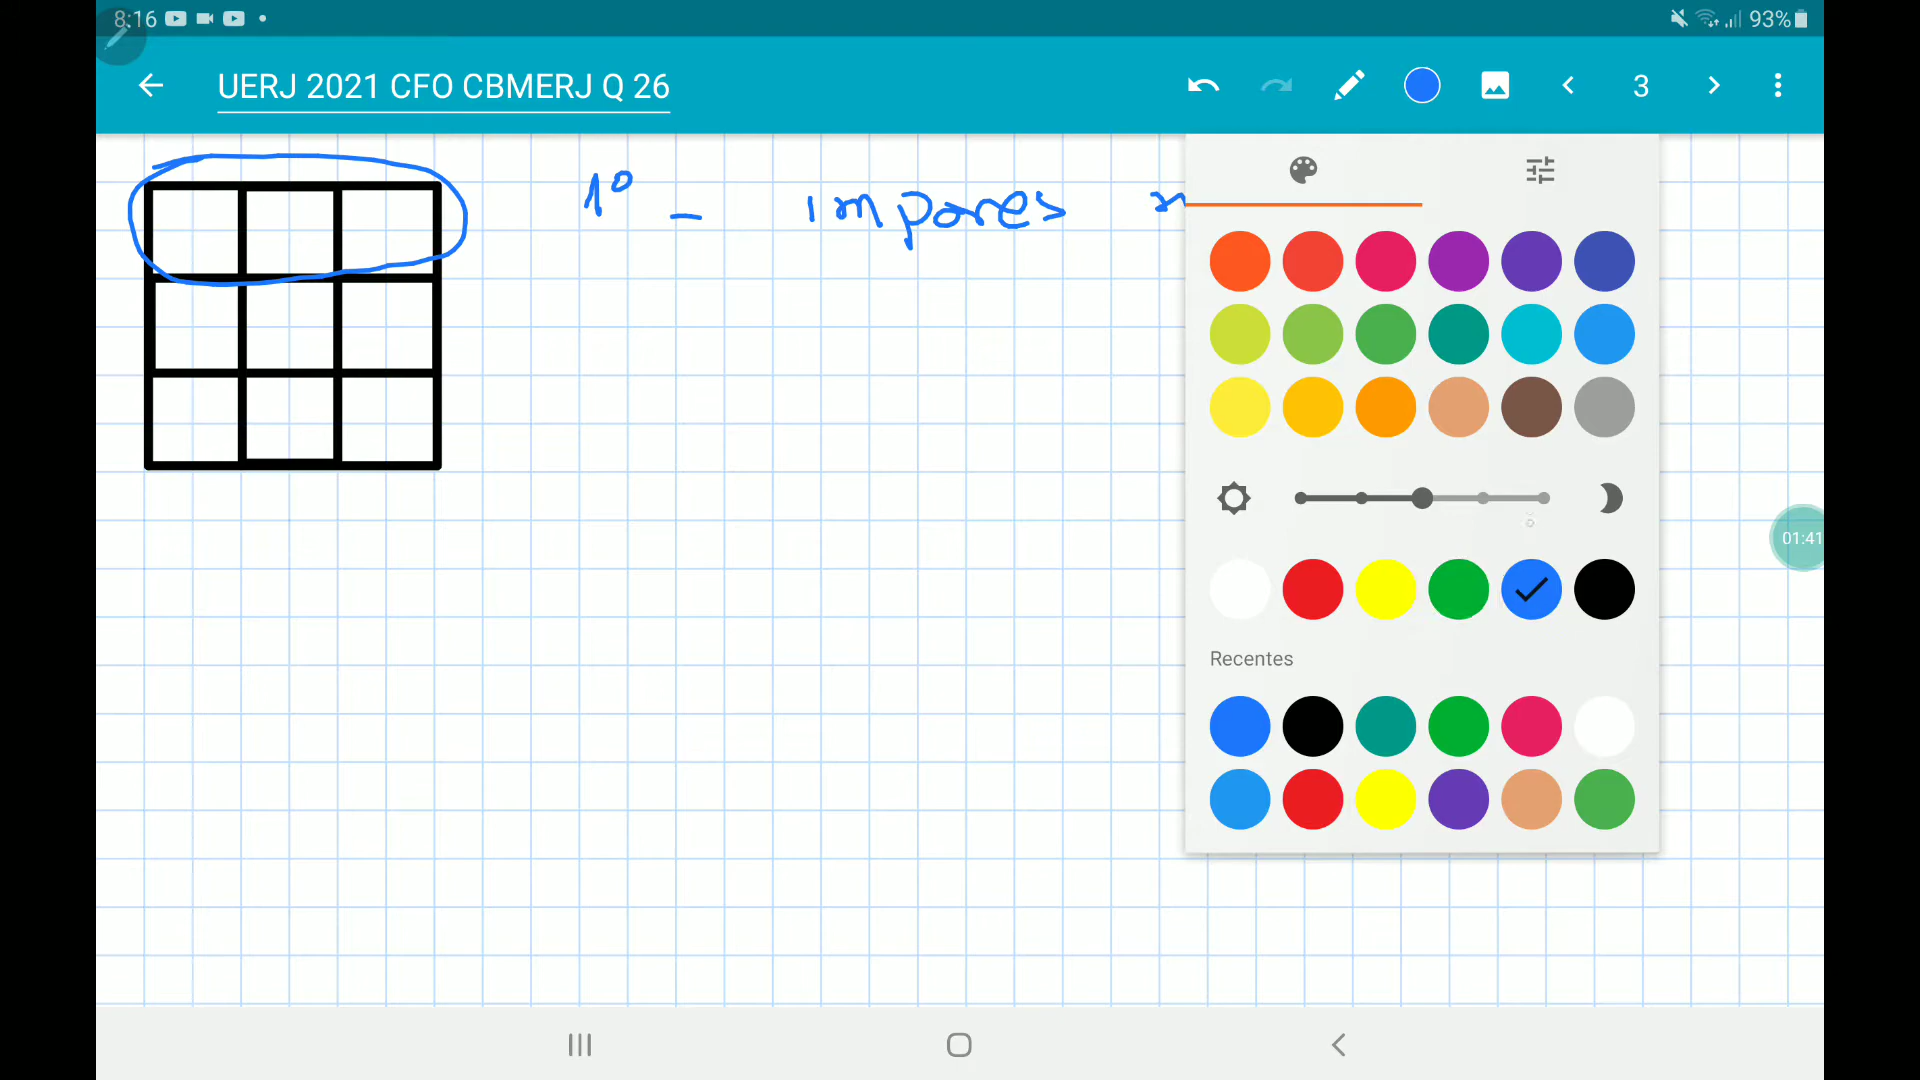 8:16 93%
UERJ 2021 CFO CBMERJ Q 26 3
1º - impares
01:41
Recentes